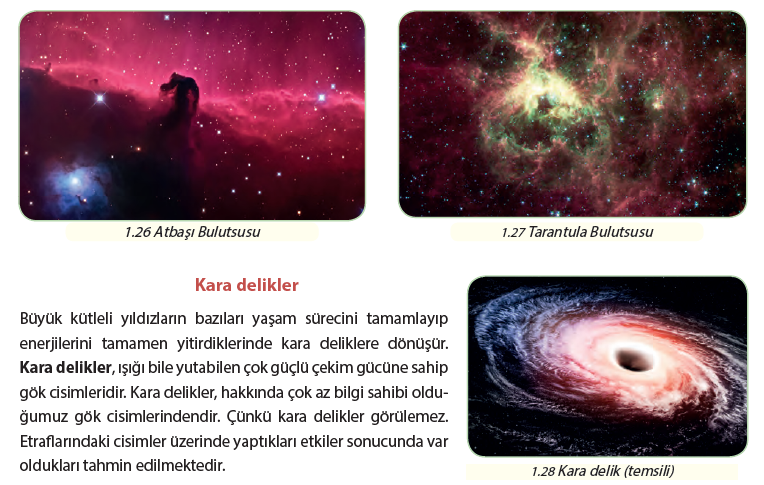 1.26 Atbaşı Bulutsusu
1.27 Tarantula Bulutsusu
Kara delikler
Büyük kütleli yıldızların bazıları yaşam sürecini tamamlayıp
enerjilerini tamamen yitirdiklerinde kara deliklere dönüşür.
Kara delikler, ışığı bile yutabilen çok güçlü çekim gücüne sahip
gök cisimleridir. Kara delikler, hakkında çok az bilgi sahibi oldu-
ğumuz gök cisimlerindendir. Çünkü kara delikler görülemez.
Etraflarındaki cisimler üzerinde yaptıkları etkiler sonucunda var
oldukları tahmin edilmektedir.
1.28 Kara delik (temsili)